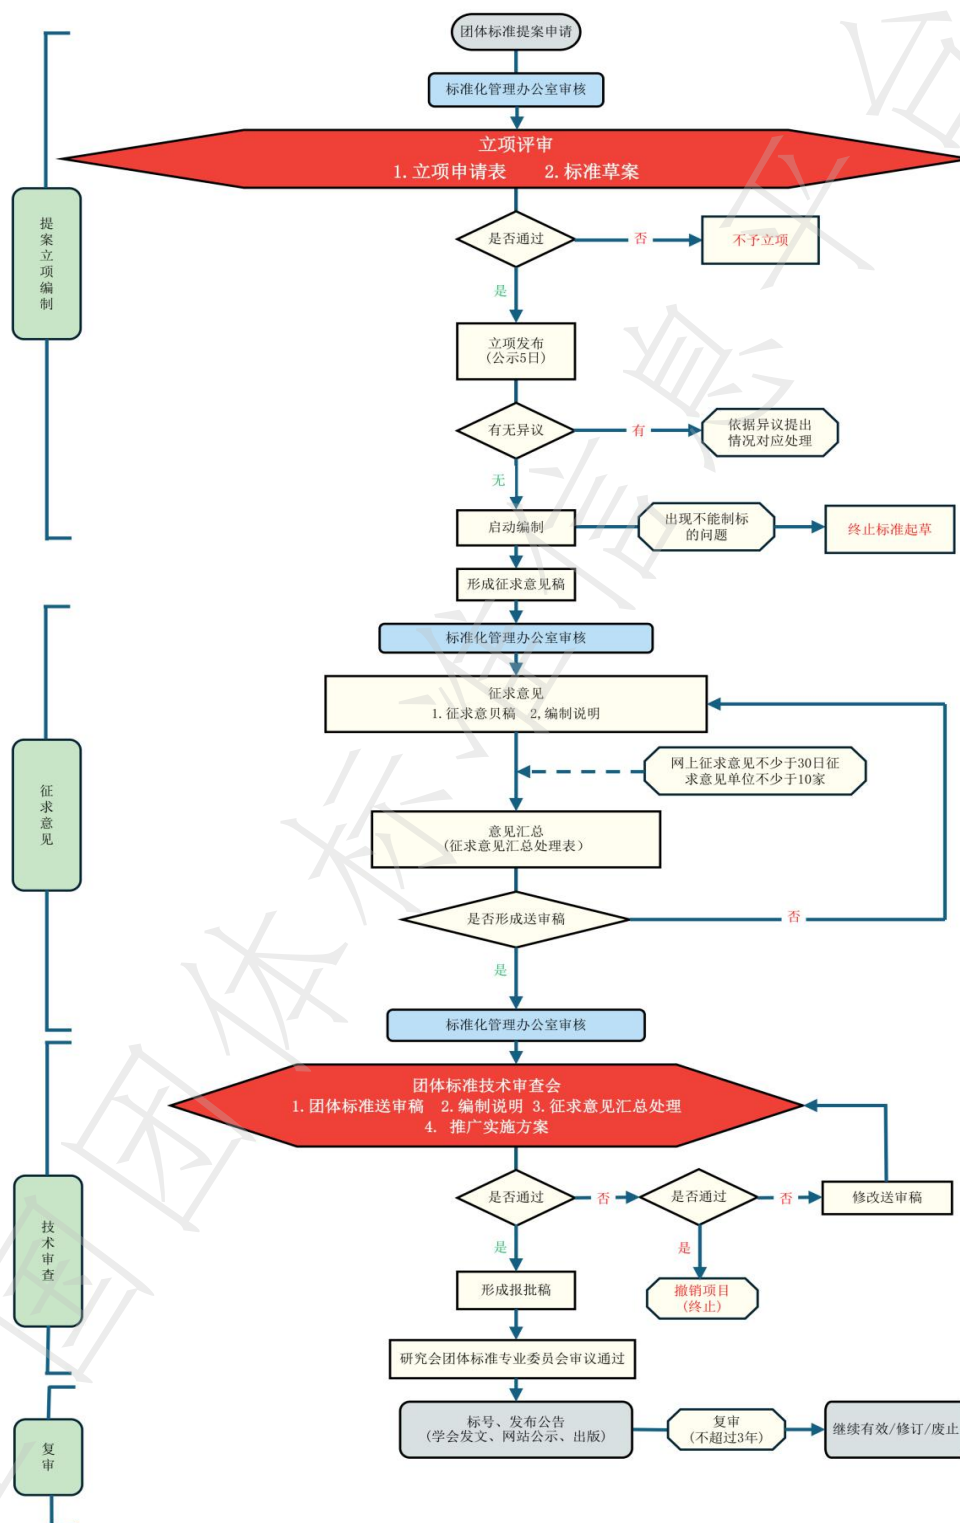 团体标准提案申请
标准化管理办公室审核
立项评审
1.立项申请表 2.标准草案
提案立项编制
是否通过
否
不予立项
是
立项发布
(公示5日)
有无异议
有
依据异议提出
情况对应处理
无
启动编制
出现不能制标
的问题
终止标准起草
形成征求意见稿
标准化管理办公室审核
征求意见
1.征求意贝稿 2,编制说明
征求意见
网上征求意见不少于30日征
求意见单位不少于10家
意见汇总
(征求意见汇总处理表）
是否形成送审稿
否
是
标准化管理办公室审核
团体标准技术审查会
1.团体标准送审稿 2.编制说明 3.征求意见汇总处理
4. 推广实施方案
技术审查
是否通过
否
是否通过
否
修改送审稿
是
是
形成报批稿
撤销项目
(终止)
研究会团体标准专业委员会审议通过
标号、发布公告
(学会发文、网站公示、出版)
复审
(不超过3年)
继续有效/修订/废止
复审
团体标准信息平台